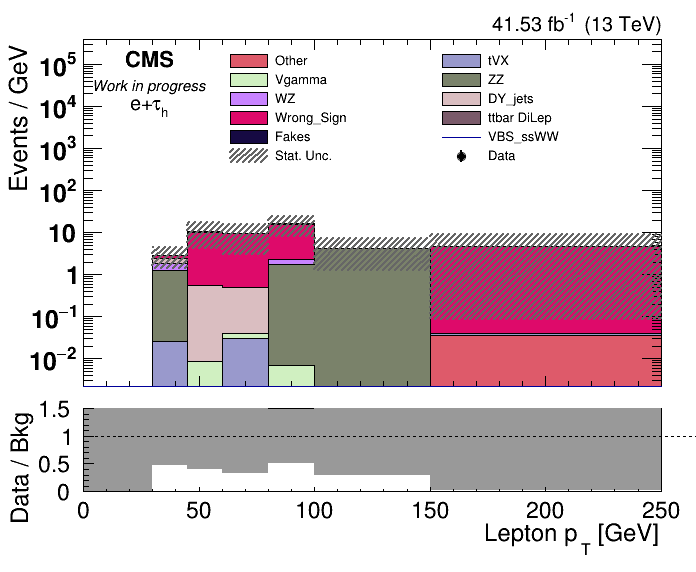 41.53 fb⁻¹ (13 TeV)
CMS
Work in progress
e+τh
Other
Vgamma
WZ
Wrong_Sign
Fakes
Stat. Unc.
tVX
ZZ
DY_jets
ttbar DiLep
VBS_ssWW
Data
Events / GeV
10⁵
10⁴
10³
10²
10
1
10⁻¹
10⁻²
Data / Bkg
1.5
1
0.5
0
0 50 100 150 200 250
Lepton p_T [GeV]